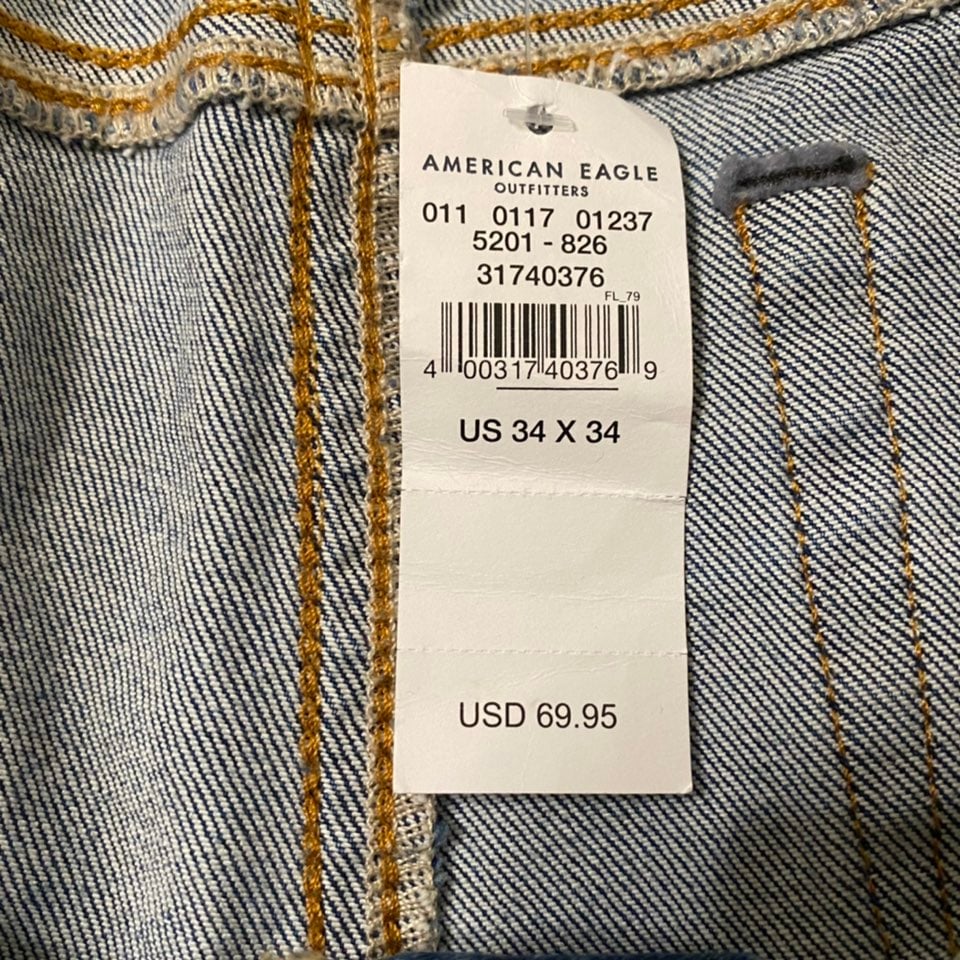 AMERICAN EAGLE
OUTFITTERS
011 0117 01237
5201 - 826
31740376
FL_79
4 00317 40376 9
US 34 X 34
USD 69.95